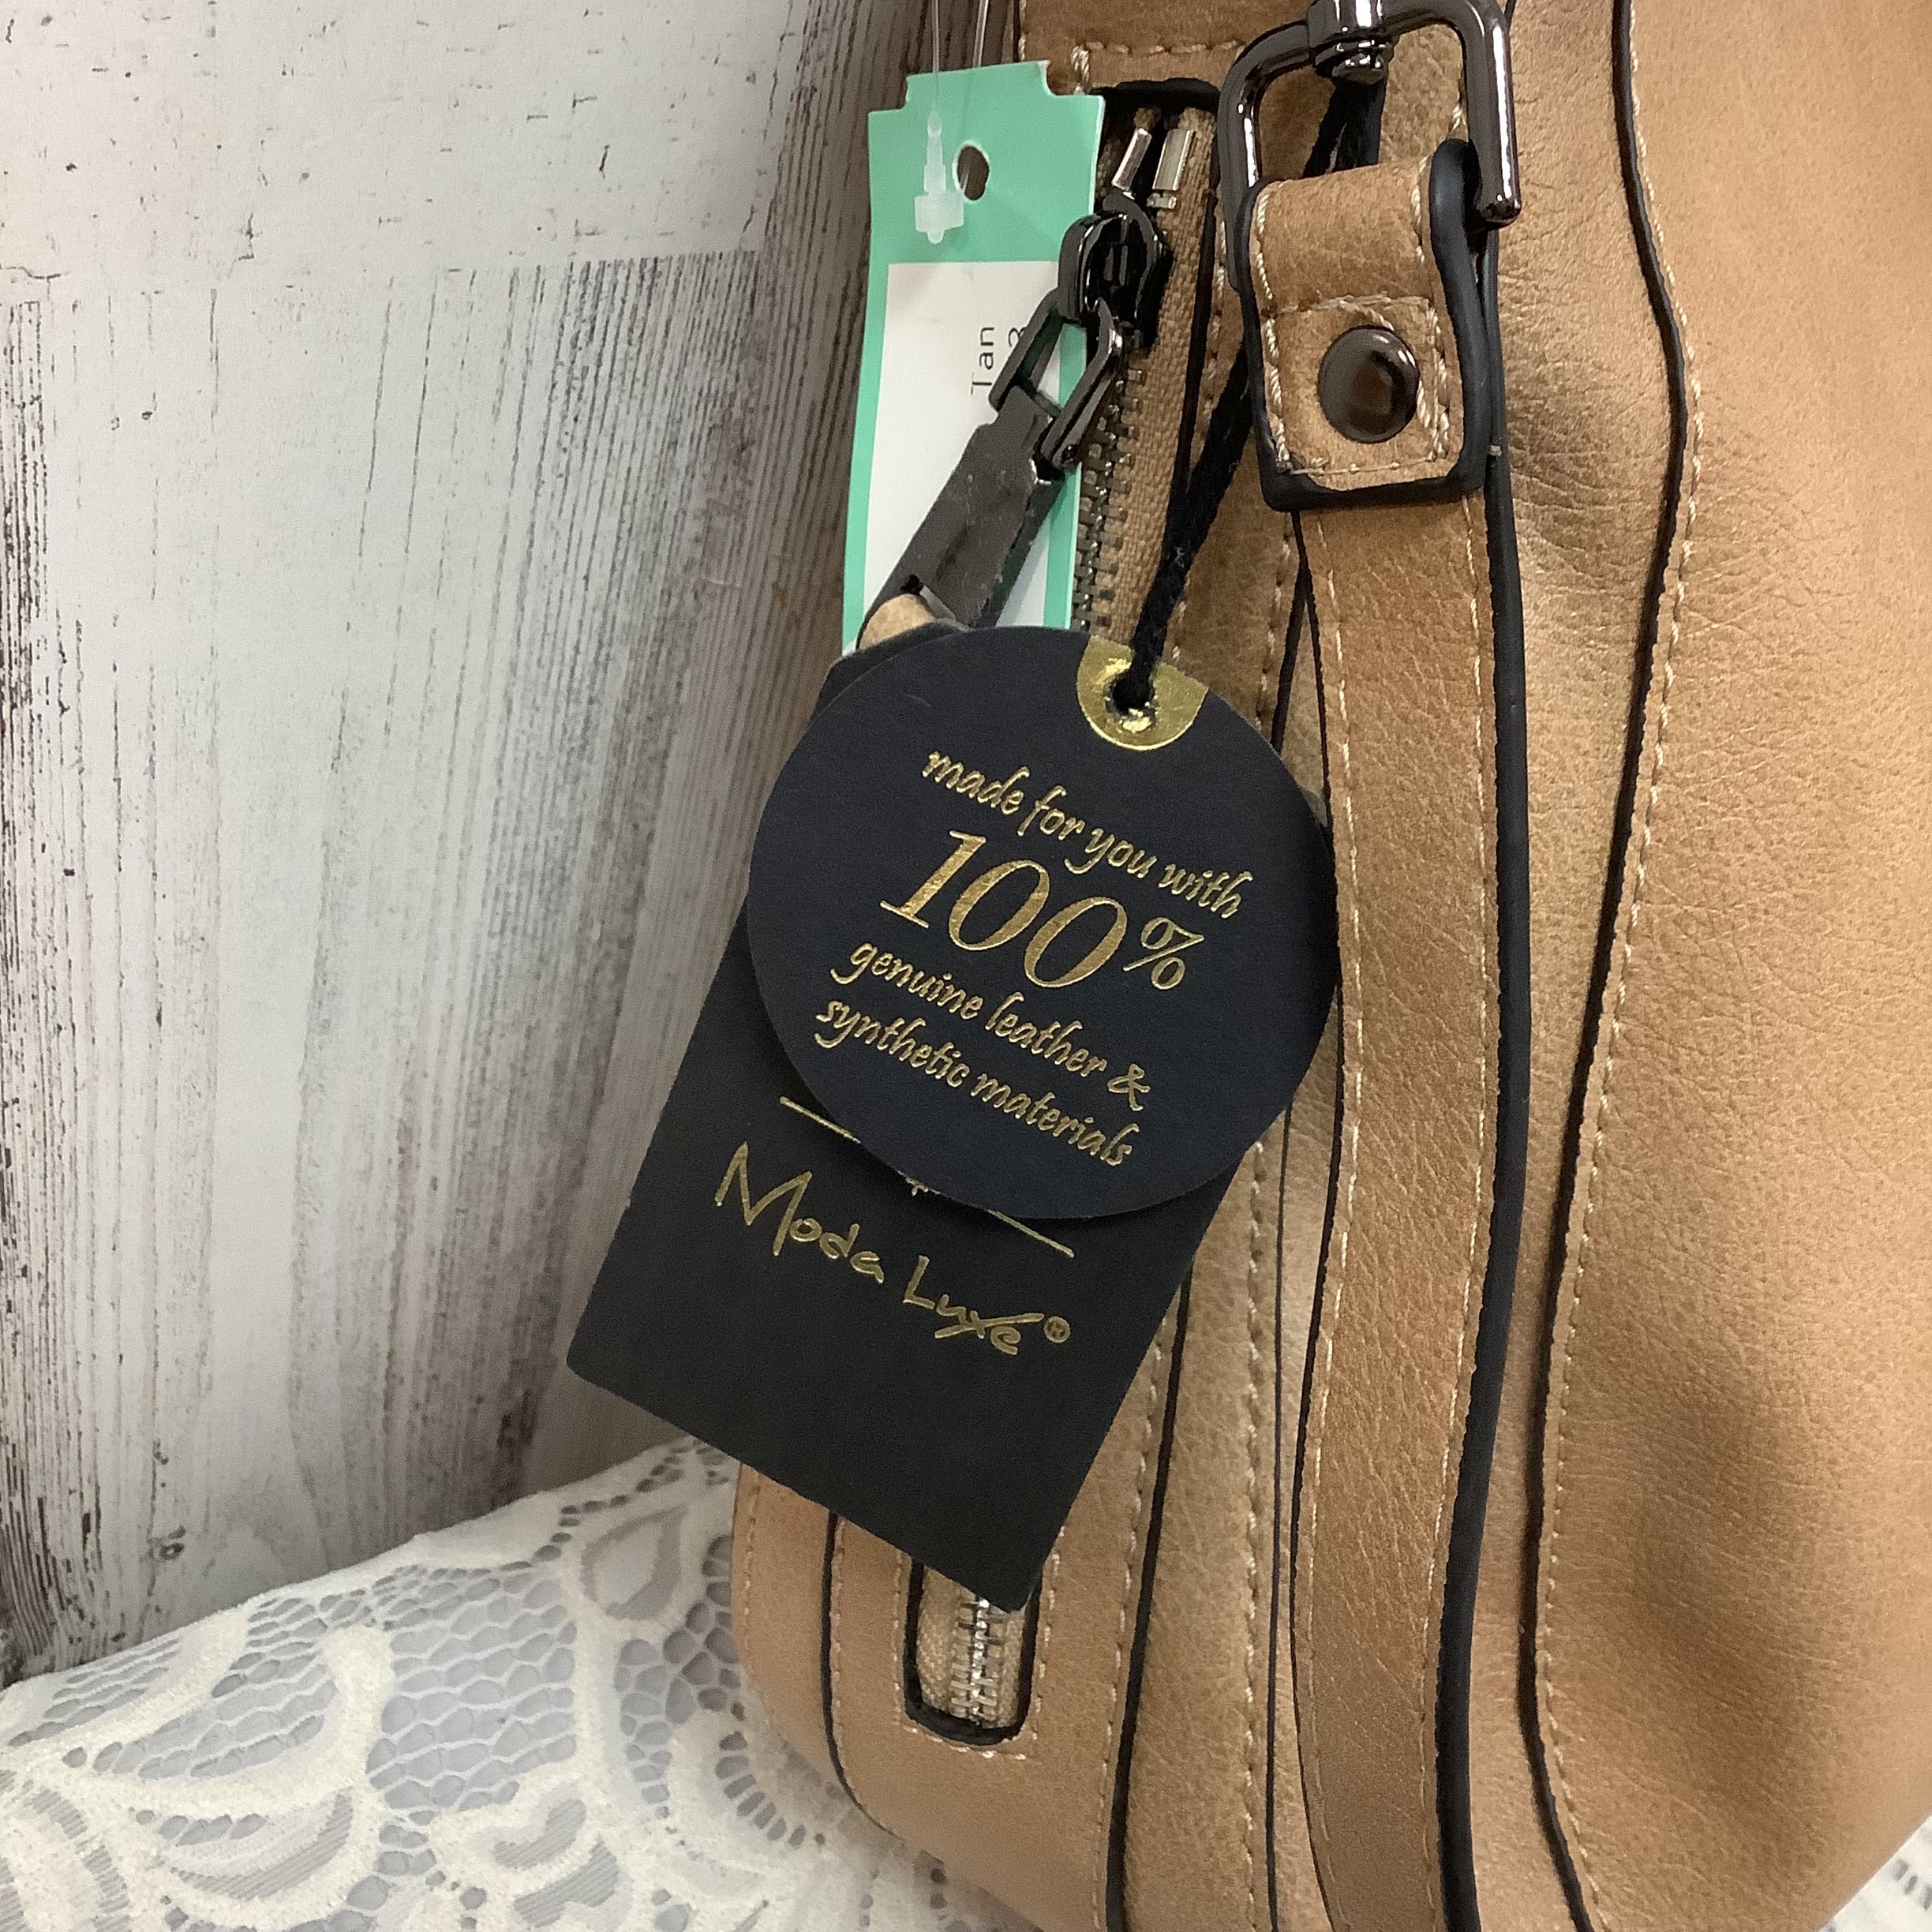 Tan
made for you with
100%
genuine leather &
synthetic materials
Moda Luxe®